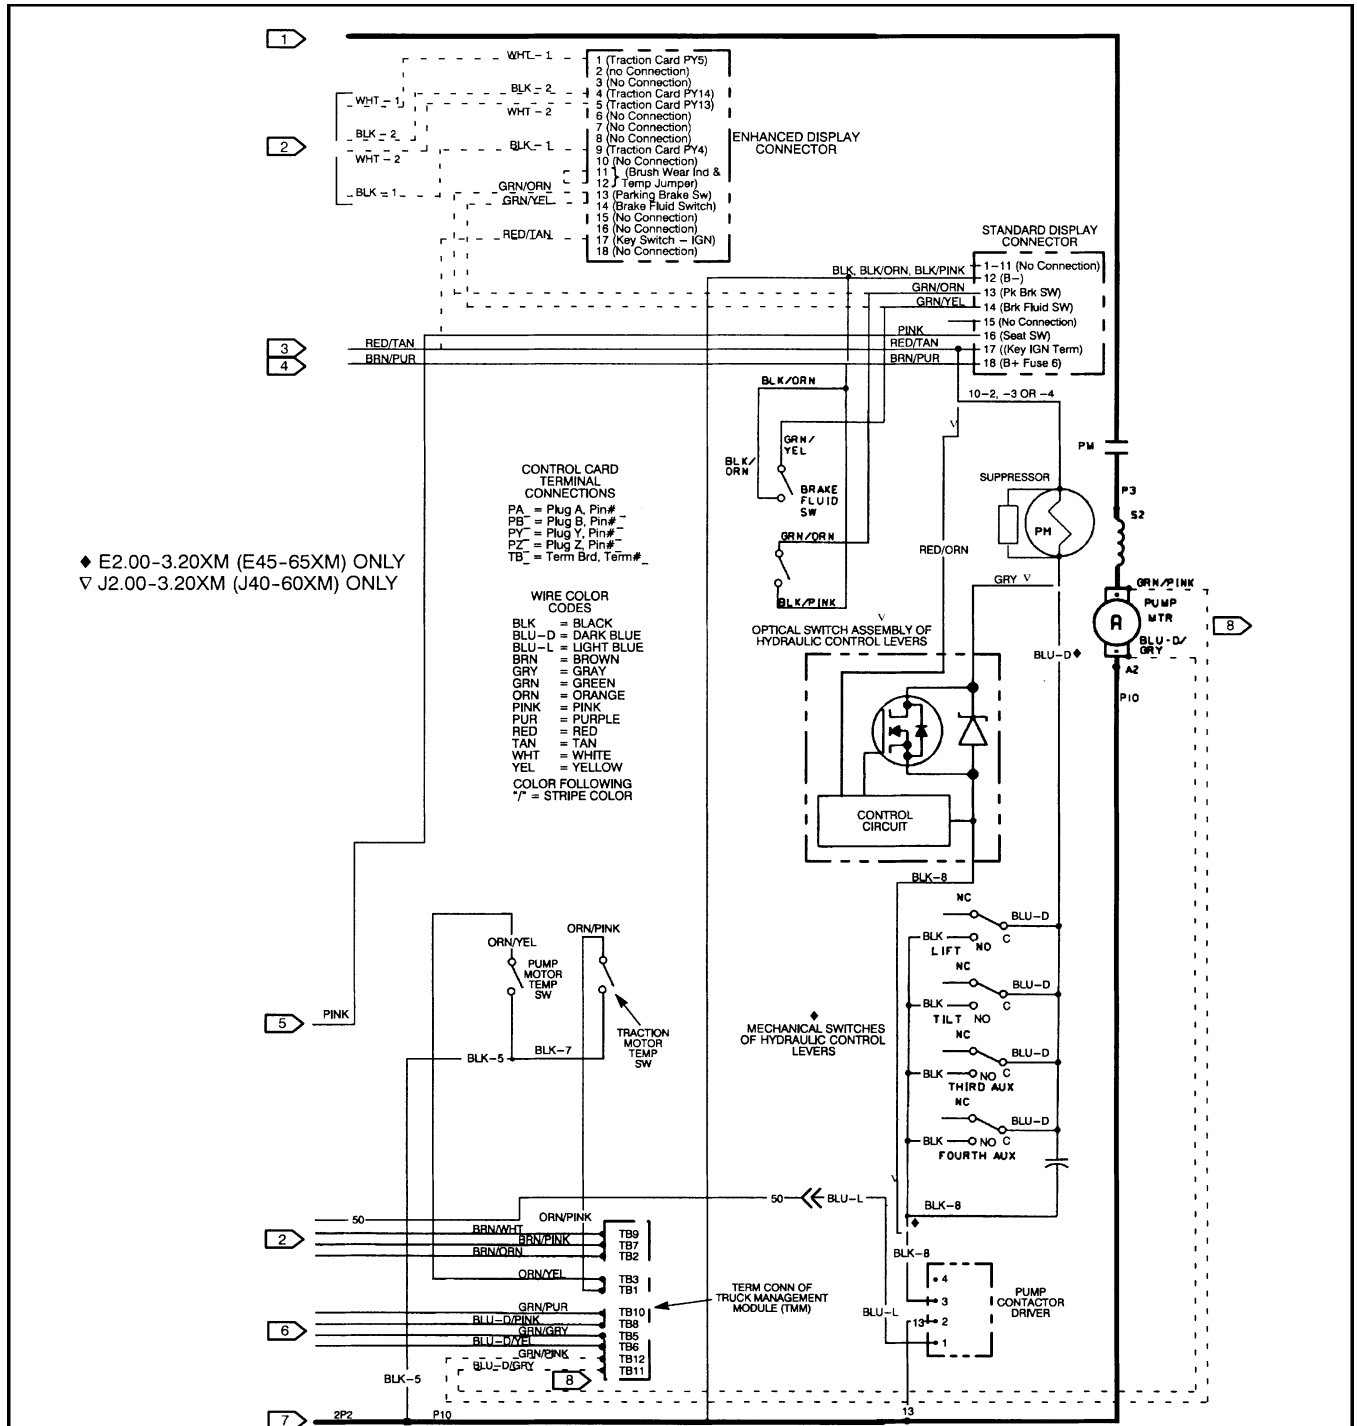 1
WHT – 1
WHT – 1
BLK – 2
BLK – 2
WHT – 2
WHT – 2
BLK – 1
BLK – 1
2
GRN/ORN
GRN/YEL
RED/TAN
1 (Traction Card PY5)
2 (no Connection)
3 (No Connection)
4 (Traction Card PY14)
5 (Traction Card PY13)
6 (No Connection)
7 (No Connection)
8 (No Connection)
9 (Traction Card PY4)
10 (No Connection)
11 } (Brush Wear Ind &
12 } Temp Jumper)
13 (Parking Brake Sw)
14 (Brake Fluid Switch)
15 (No Connection)
16 (No Connection)
17 (Key Switch – IGN)
18 (No Connection)
ENHANCED DISPLAY
CONNECTOR
STANDARD DISPLAY
CONNECTOR
BLK, BLK/ORN, BLK/PINK
GRN/ORN
GRN/YEL
PINK
RED/TAN
BRN/PUR
1–11 (No Connection)
12 (B–)
13 (Pk Brk SW)
14 (Brk Fluid SW)
15 (No Connection)
16 (Seat SW)
17 ((Key IGN Term)
18 (B+ Fuse 6)
3
RED/TAN
4
BRN/PUR
10–2, –3 OR –4
▽
BLK/ORN
BLK/
ORN
GRN/
YEL
BRAKE
FLUID
SW
GRN/ORN
BLK/PINK
RED/ORN
SUPPRESSOR
PM
PM
P3
S2
GRN/PINK
PUMP
MTR
A
BLU-D/
GRY
A2
P10
8
GRY ▽
BLU–D ◆
CONTROL CARD
TERMINAL
CONNECTIONS
PA_ = Plug A, Pin#_
PB_ = Plug B, Pin#_
PY_ = Plug Y, Pin#_
PZ_ = Plug Z, Pin#_
TB_ = Term Brd, Term#_
◆ E2.00-3.20XM (E45-65XM) ONLY
▽ J2.00-3.20XM (J40-60XM) ONLY
WIRE COLOR
CODES
BLK = BLACK
BLU–D = DARK BLUE
BLU–L = LIGHT BLUE
BRN = BROWN
GRY = GRAY
GRN = GREEN
ORN = ORANGE
PINK = PINK
PUR = PURPLE
RED = RED
TAN = TAN
WHT = WHITE
YEL = YELLOW
COLOR FOLLOWING
"/" = STRIPE COLOR
▽
OPTICAL SWITCH ASSEMBLY OF
HYDRAULIC CONTROL LEVERS
CONTROL
CIRCUIT
BLK–8
NC
BLU–D
BLK
NO
C
LIFT
NC
BLU–D
BLK
C
TILT
NO
NC
BLU–D
BLK
NO
C
THIRD AUX
NC
BLU–D
BLK
NO
C
FOURTH AUX
◆
MECHANICAL SWITCHES
OF HYDRAULIC CONTROL
LEVERS
▽
BLK–8
◆
BLK–8
ORN/YEL
PUMP
MOTOR
TEMP
SW
ORN/PINK
TRACTION
MOTOR
TEMP
SW
BLK–5
BLK–7
5
PINK
50
BLU–L
50
ORN/PINK
2
BRN/WHT
BRN/PINK
BRN/ORN
ORN/YEL
6
GRN/PUR
BLU–D/PINK
GRN/GRY
BLU–D/YEL
GRN/PINK
BLU–D/GRY
TB9
TB7
TB2
TB3
TB1
TB10
TB8
TB5
TB6
TB12
TB11
TERM CONN OF
TRUCK MANAGEMENT
MODULE (TMM)
8
BLU–L
4
3
13
2
1
PUMP
CONTACTOR
DRIVER
BLK–5
7
2P2
P10
13